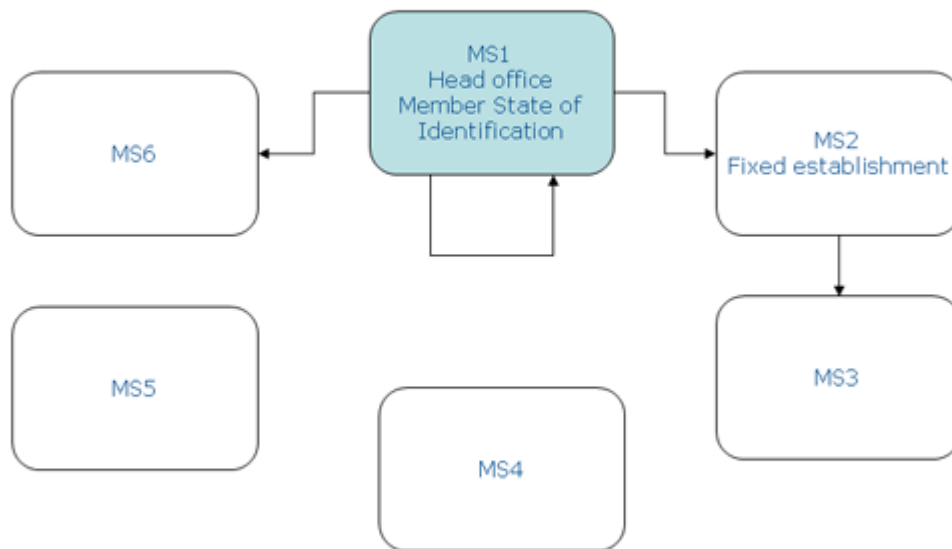 MS1
Head office
Member State of
Identification
MS6
MS2
Fixed establishment
MS5
MS3
MS4